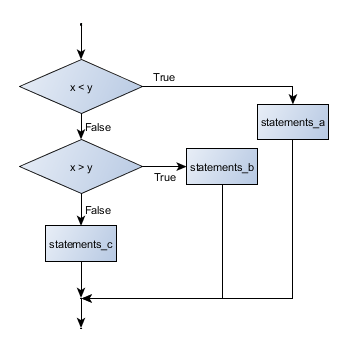 True
x < y
statements_a
False
x > y
statements_b
True
False
statements_c